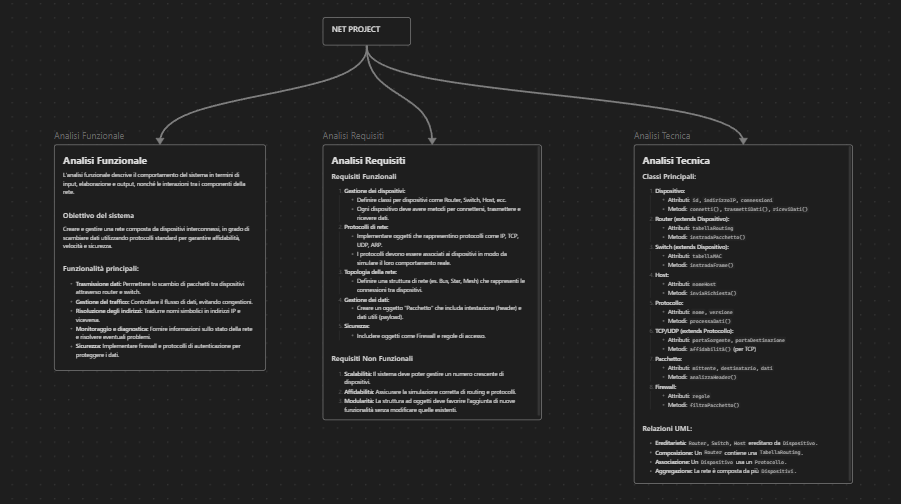 NET PROJECT
Analisi Funzionale
Analisi Funzionale
L'analisi funzionale descrive il comportamento del sistema in termini di
input, elaborazione e output, nonché le interazioni tra i componenti della
rete.
Obiettivo del sistema
Creare e gestire una rete composta da dispositivi interconnessi, in grado di
scambiare dati utilizzando protocolli standard per garantire affidabilità,
velocità e sicurezza.
Funzionalità principali:
• Trasmissione dati: Permettere lo scambio di pacchetti tra dispositivi
attraverso router e switch.
• Gestione del traffico: Controllare il flusso di dati, evitando congestioni.
• Risoluzione degli indirizzi: Tradurre nomi simbolici in indirizzi IP e
viceversa.
• Monitoraggio e diagnostica: Fornire informazioni sullo stato della rete
e risolvere eventuali problemi.
• Sicurezza: Implementare firewall e protocolli di autenticazione per
proteggere i dati.
Analisi Requisiti
Analisi Requisiti
Requisiti Funzionali
1. Gestione dei dispositivi:
• Definire classi per dispositivi come Router, Switch, Host, ecc.
• Ogni dispositivo deve avere metodi per connettersi, trasmettere e
ricevere dati.
2. Protocolli di rete:
• Implementare oggetti che rappresentino protocolli come IP, TCP,
UDP, ARP.
• I protocolli devono essere associati ai dispositivi in modo da
simulare il loro comportamento reale.
3. Topologia della rete:
• Definire una struttura di rete (es. Bus, Star, Mesh) che rappresenti le
connessioni tra dispositivi.
4. Gestione dei dati:
• Creare un oggetto "Pacchetto" che includa intestazione (header) e
dati utili (payload).
5. Sicurezza:
• Includere oggetti come Firewall e regole di accesso.
Requisiti Non Funzionali
1. Scalabilità: Il sistema deve poter gestire un numero crescente di
dispositivi.
2. Affidabilità: Assicurare la simulazione corretta di routing e protocolli.
3. Modularità: La struttura ad oggetti deve favorire l'aggiunta di nuove
funzionalità senza modificare quelle esistenti.
Analisi Tecnica
Analisi Tecnica
Classi Principali:
1. Dispositivo:
• Attributi: id, indirizzoIP, connessioni
• Metodi: connetti(), trasmettiDati(), riceviDati()
2. Router (extends Dispositivo):
• Attributi: tabellaRouting
• Metodi: instradaPacchetto()
3. Switch (extends Dispositivo):
• Attributi: tabellaMAC
• Metodi: instradaFrame()
4. Host:
• Attributi: nomeHost
• Metodi: inviaRichiesta()
5. Protocollo:
• Attributi: nome, versione
• Metodi: processaDati()
6. TCP/UDP (extends Protocollo):
• Attributi: portaSorgente, portaDestinazione
• Metodi: affidabilità() (per TCP)
7. Pacchetto:
• Attributi: mittente, destinatario, dati
• Metodi: analizzaHeader()
8. Firewall:
• Attributi: regole
• Metodi: filtraPacchetto()
Relazioni UML:
• Ereditarietà: Router, Switch, Host ereditano da Dispositivo.
• Composizione: Un Router contiene una TabellaRouting.
• Associazione: Un Dispositivo usa un Protocollo.
• Aggregazione: La rete è composta da più Dispositivi.